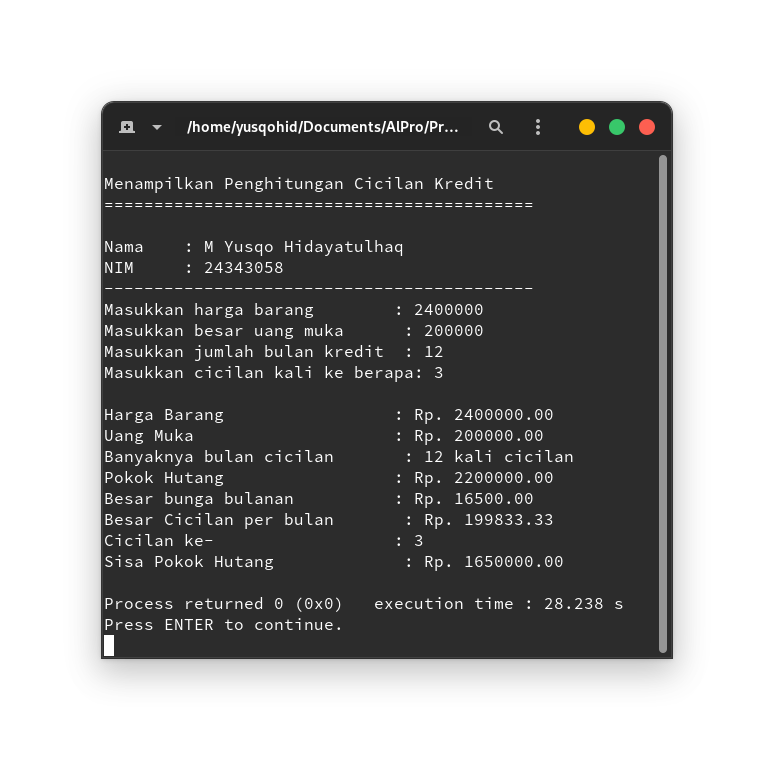 /home/yusqohid/Documents/AlPro/Pr...
Menampilkan Penghitungan Cicilan Kredit
===========================================
Nama    : M Yusqo Hidayatulhaq
NIM     : 24343058
-------------------------------------------
Masukkan harga barang        : 2400000
Masukkan besar uang muka      : 200000
Masukkan jumlah bulan kredit  : 12
Masukkan cicilan kali ke berapa: 3
Harga Barang                 : Rp. 2400000.00
Uang Muka                    : Rp. 200000.00
Banyaknya bulan cicilan       : 12 kali cicilan
Pokok Hutang                 : Rp. 2200000.00
Besar bunga bulanan          : Rp. 16500.00
Besar Cicilan per bulan       : Rp. 199833.33
Cicilan ke-                  : 3
Sisa Pokok Hutang             : Rp. 1650000.00
Process returned 0 (0x0)   execution time : 28.238 s
Press ENTER to continue.